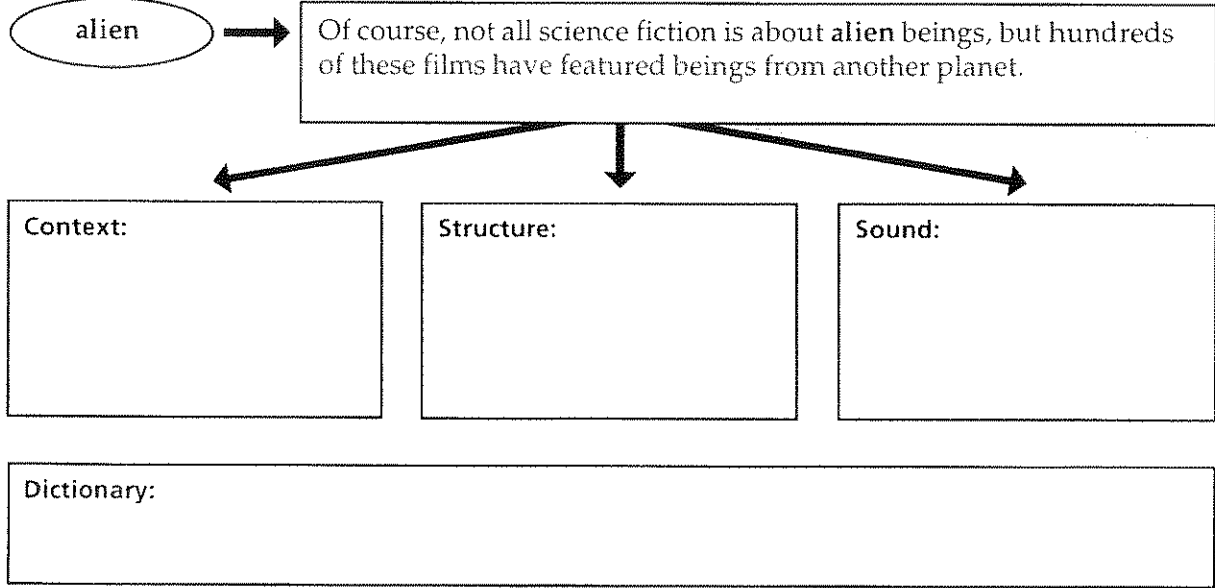 alien
Of course, not all science fiction is about alien beings, but hundreds
of these films have featured beings from another planet.
Context:
Structure:
Sound:
Dictionary: